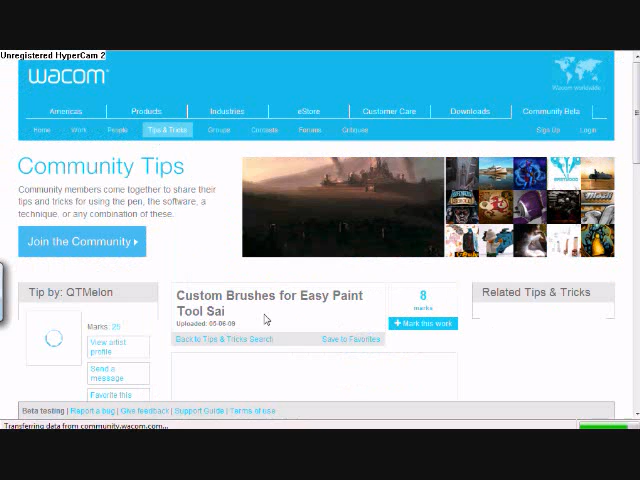 Unregistered HyperCam 2
wacom
Wacom worldwide
Americas Products Industries eStore Customer Care Downloads Community Beta
Home Work People Tips & Tricks Groups Contests Forums Critiques Sign Up Login
Community Tips
Community members come together to share their
tips and tricks for using the pen, the software, a
technique, or any combination of these.
Join the Community
Tip by: QTMelon
Marks: 25
View artist
profile
Send a
message
Favorite this
Custom Brushes for Easy Paint
Tool Sai
Uploaded: 05-06-09
Back to Tips & Tricks Search Save to Favorites
8
marks
Mark this work
Related Tips & Tricks
Beta testing | Report a bug | Give feedback | Support Guide | Terms of use
Transferring data from community.wacom.com...